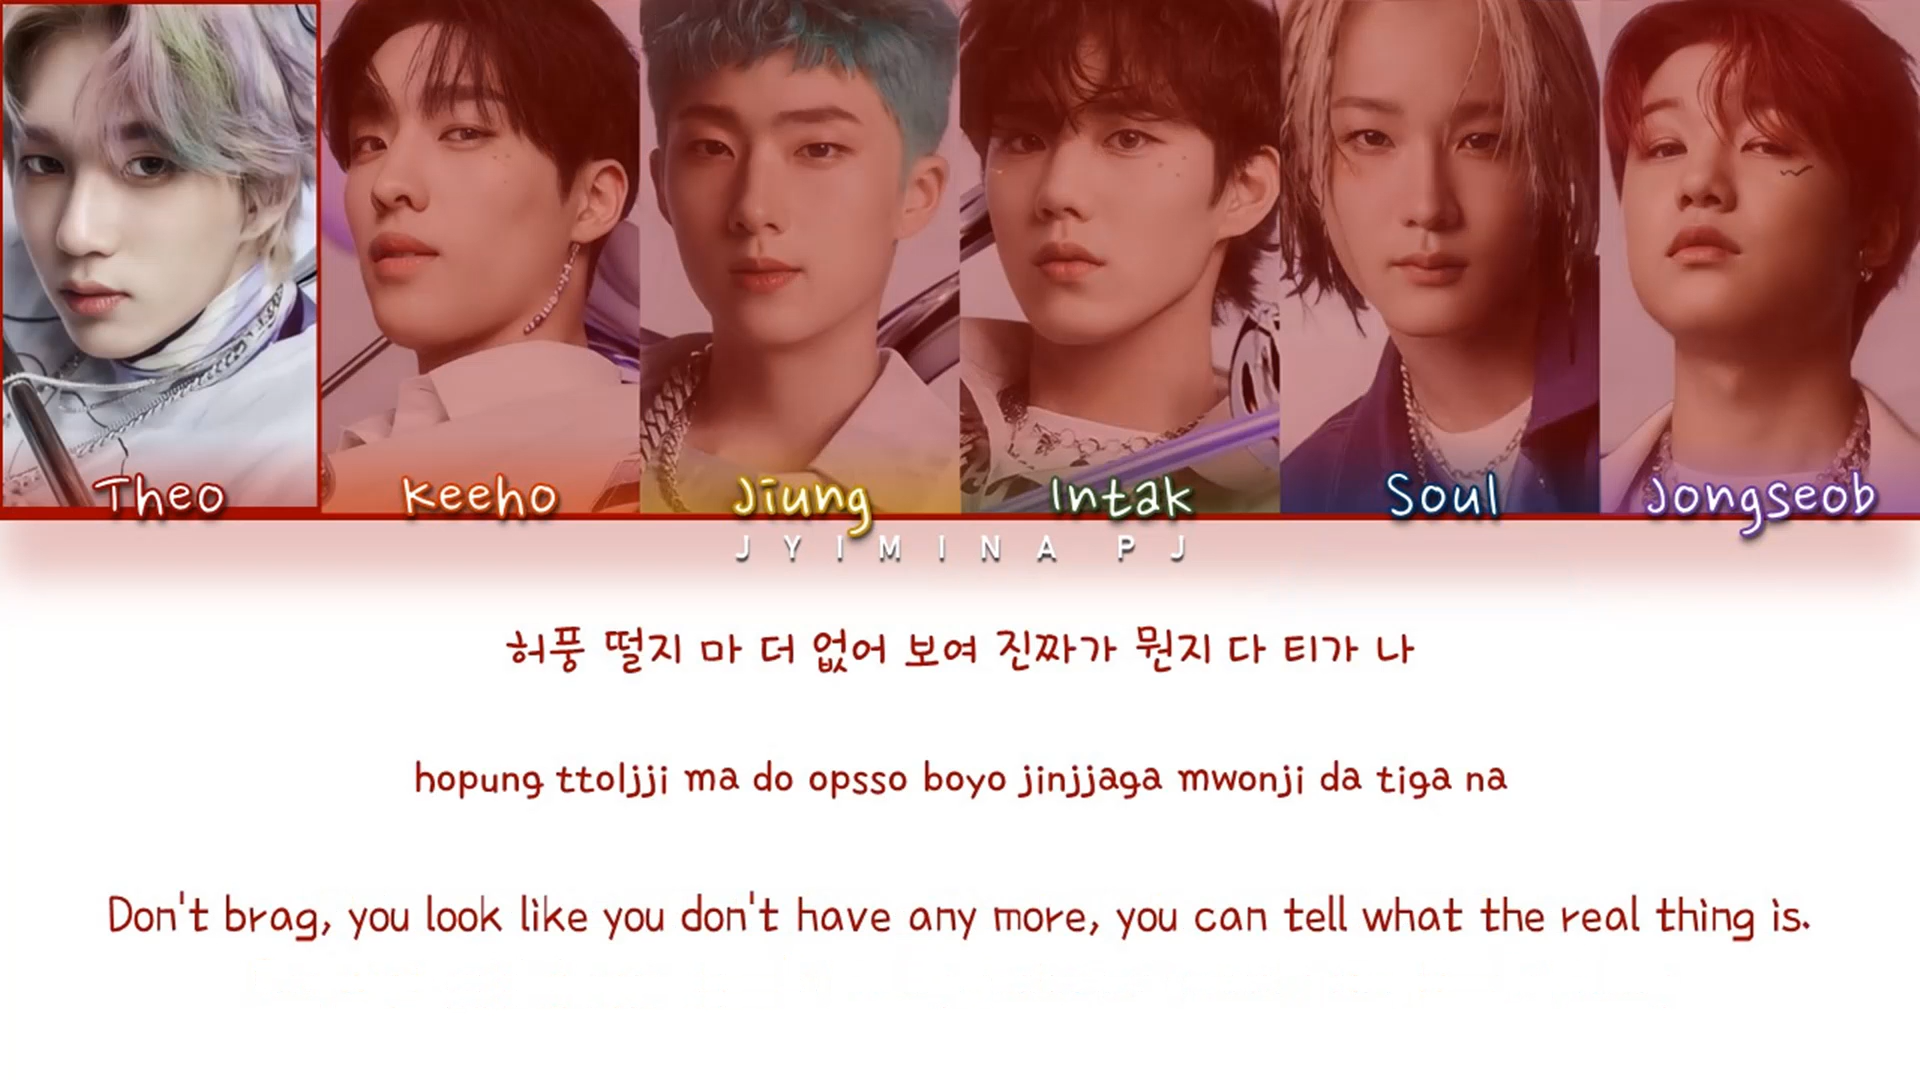 Theo Keeho Jiung Intak Soul Jongseob
JYIMINA PJ
허풍 떨지 마 더 없어 보여 진짜가 뭔지 다 티가 나
hopung ttoljji ma do opsso boyo jinjjaga mwonji da tiga na
Don't brag, you look like you don't have any more, you can tell what the real thing is.